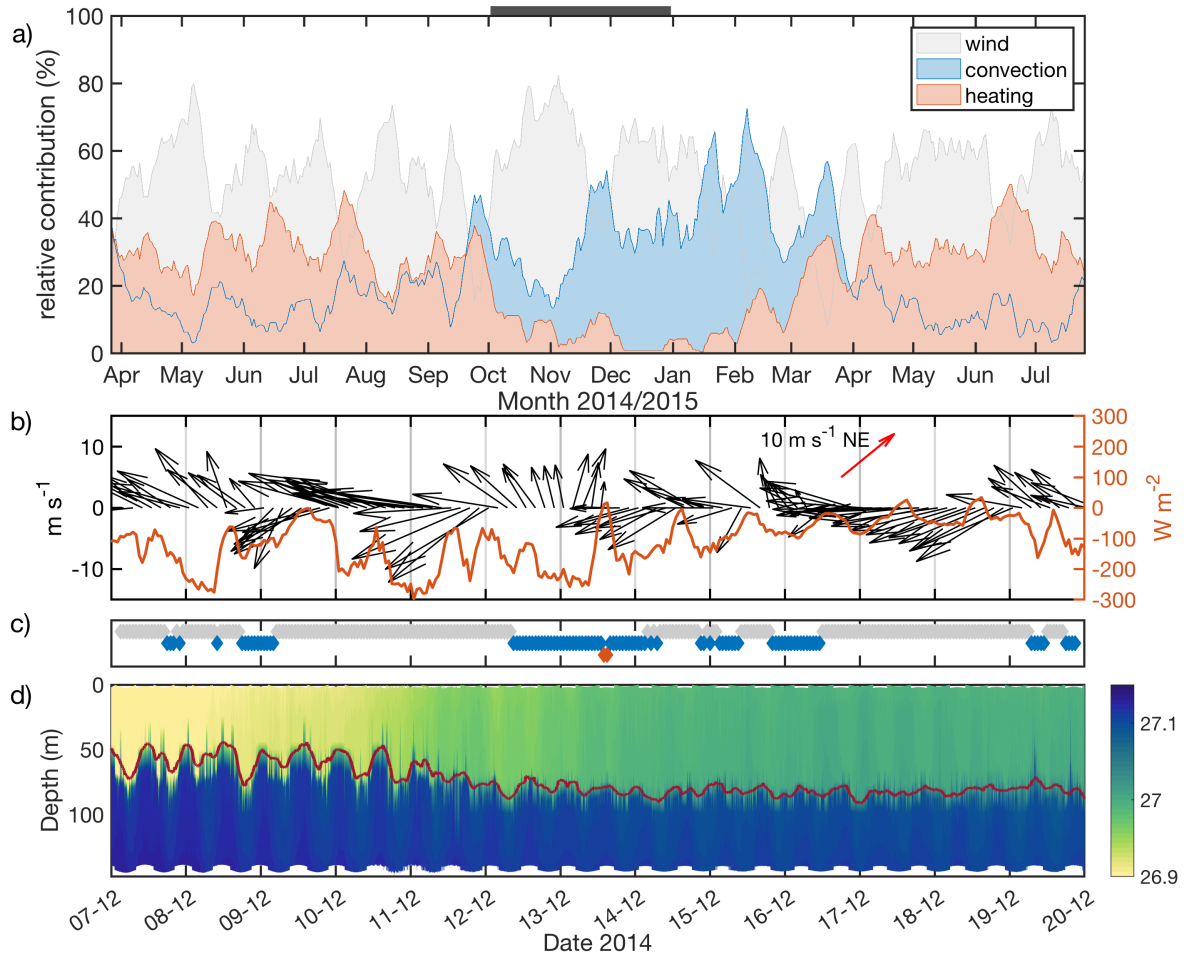 a)
relative contribution (%)
100
80
60
40
20
0
wind
convection
heating
Apr May Jun Jul Aug Sep Oct Nov Dec Jan Feb Mar Apr May Jun Jul
Month 2014/2015
b)
m s⁻¹
10
0
-10
10 m s⁻¹ NE
300
200
100
0
-100
-200
-300
W m⁻²
c)
d)
Depth (m)
0
50
100
27.1
27
26.9
07-12 08-12 09-12 10-12 11-12 12-12 13-12 14-12 15-12 16-12 17-12 18-12 19-12 20-12
Date 2014